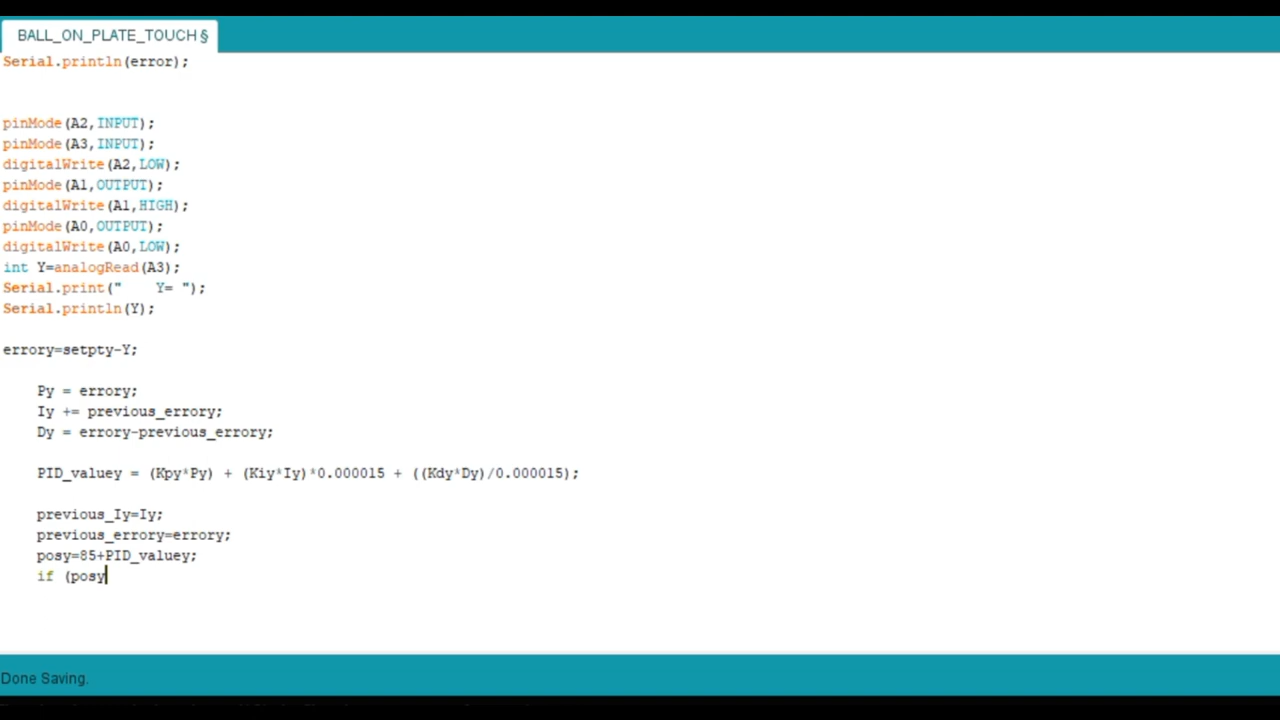 BALL_ON_PLATE_TOUCH §
Serial.println(error);
pinMode(A2,INPUT);
pinMode(A3,INPUT);
digitalWrite(A2,LOW);
pinMode(A1,OUTPUT);
digitalWrite(A1,HIGH);
pinMode(A0,OUTPUT);
digitalWrite(A0,LOW);
int Y=analogRead(A3);
Serial.print("    Y= ");
Serial.println(Y);
errory=setpty-Y;
Py = errory;
Iy += previous_errory;
Dy = errory-previous_errory;
PID_valuey = (Kpy*Py) + (Kiy*Iy)*0.000015 + ((Kdy*Dy)/0.000015);
previous_Iy=Iy;
previous_errory=errory;
posy=85+PID_valuey;
if (posy
Done Saving.